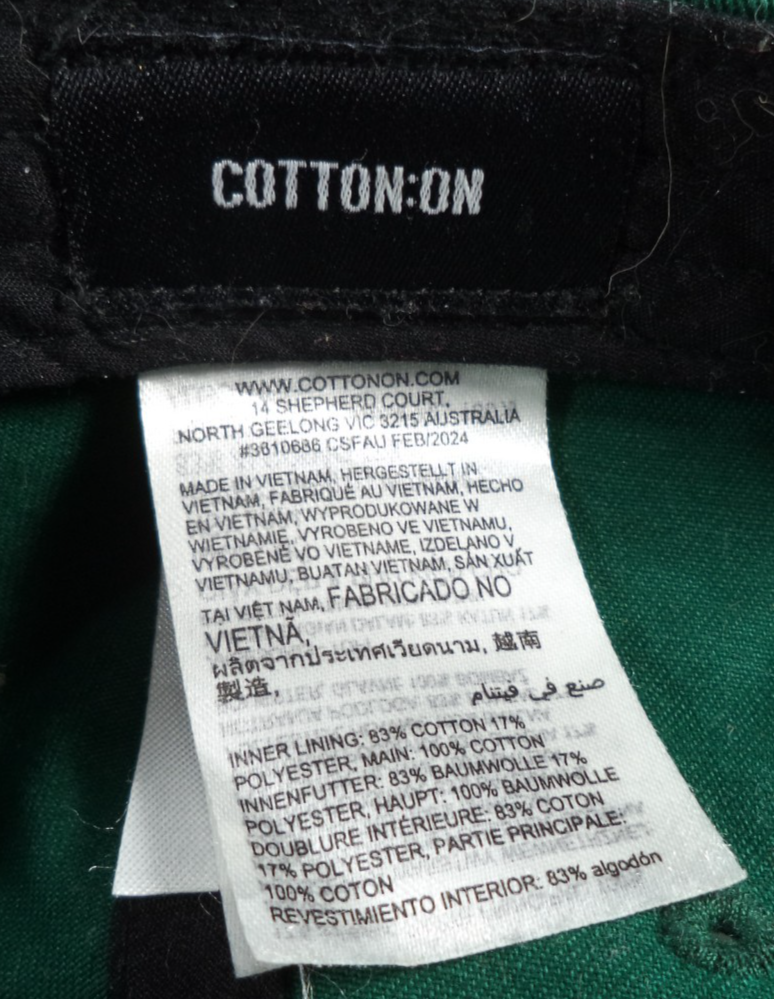 COTTON:ON
WWW.COTTONON.COM
14 SHEPHERD COURT,
NORTH GEELONG VIC 3215 AUSTRALIA
#3610686 CSFAU FEB/2024
MADE IN VIETNAM, HERGESTELLT IN
VIETNAM, FABRIQUÉ AU VIETNAM, HECHO
EN VIETNAM, WYPRODUKOWANE W
WIETNAMIE, VYROBENO VE VIETNAMU,
VYROBENÉ VO VIETNAME, IZDELANO V
VIETNAMU, BUATAN VIETNAM, SẢN XUẤT
TẠI VIỆT NAM, FABRICADO NO
VIETNÃ,
ผลิตจากประเทศเวียดนาม, 越南
製造,
صنع في فيتنام
INNER LINING: 83% COTTON 17%
POLYESTER, MAIN: 100% COTTON
INNENFUTTER: 83% BAUMWOLLE 17%
POLYESTER, HAUPT: 100% BAUMWOLLE
DOUBLURE INTÉRIEURE: 83% COTON
17% POLYESTER, PARTIE PRINCIPALE:
100% COTON
REVESTIMIENTO INTERIOR: 83% algodón